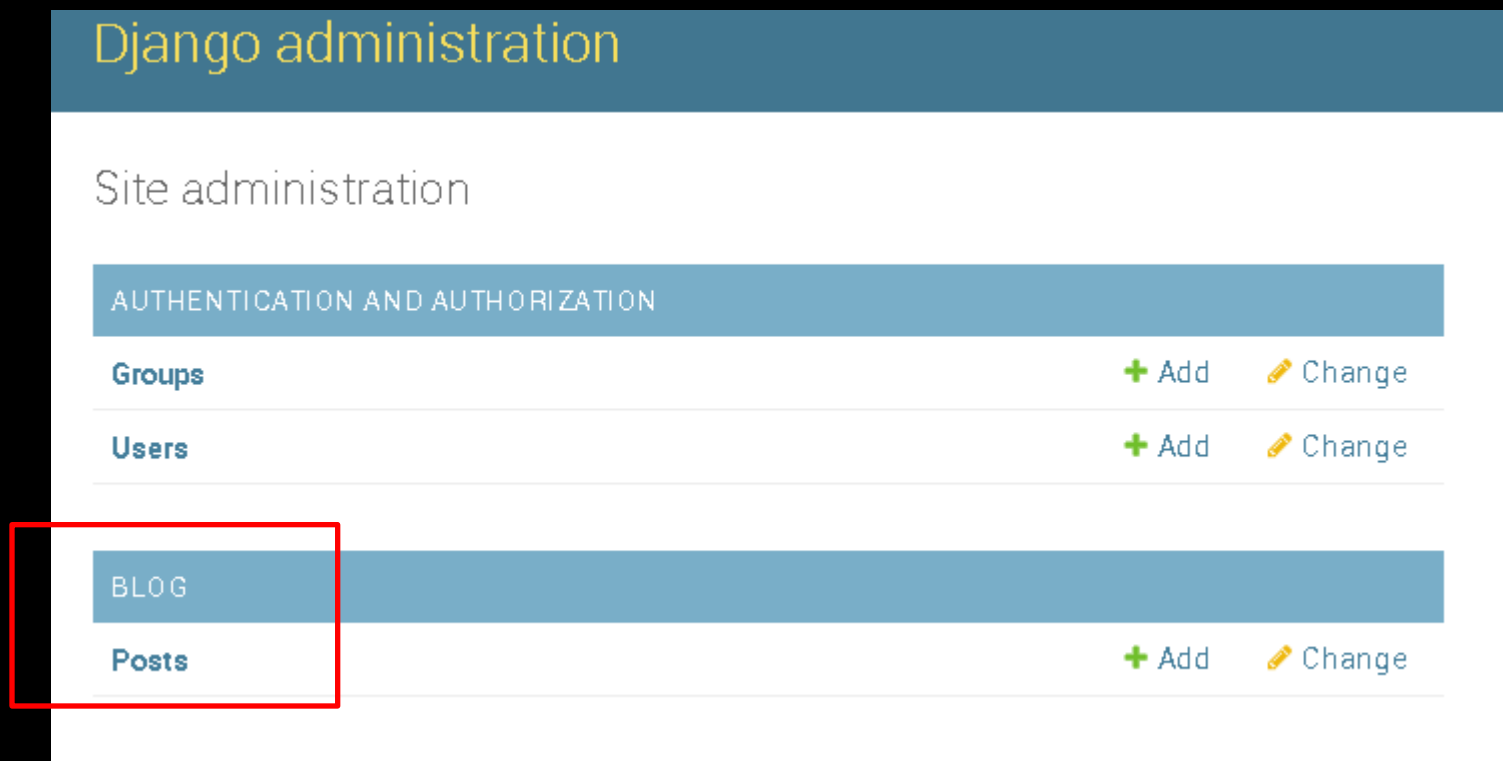 Django administration
Site administration
AUTHENTICATION AND AUTHORIZATION
Groups Add Change
Users Add Change
BLOG
Posts Add Change